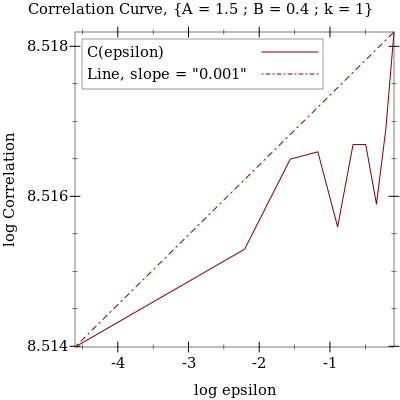 Correlation Curve, {A = 1.5 ; B = 0.4 ; k = 1}
C(epsilon)
Line, slope = "0.001"
8.518
8.516
8.514
log Correlation
-4
-3
-2
-1
log epsilon